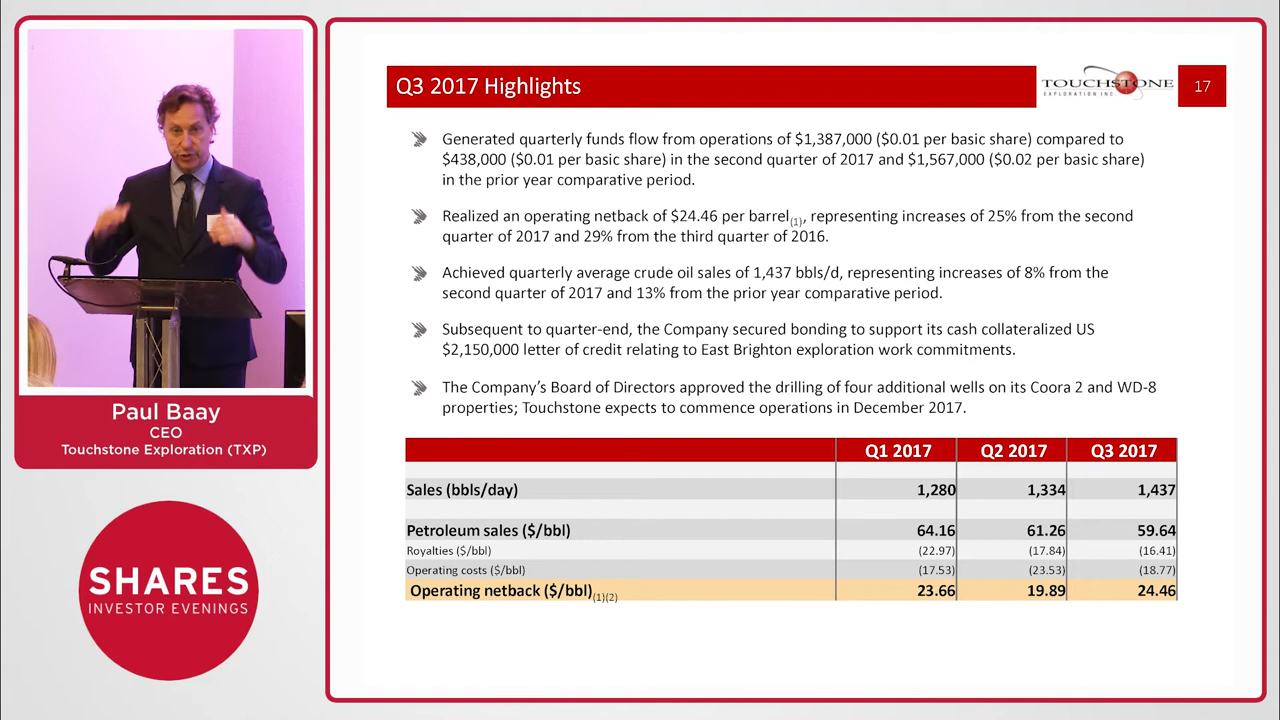 Q3 2017 Highlights
TOUCHSTONE
EXPLORATION INC.
17
Generated quarterly funds flow from operations of $1,387,000 ($0.01 per basic share) compared to
$438,000 ($0.01 per basic share) in the second quarter of 2017 and $1,567,000 ($0.02 per basic share)
in the prior year comparative period.
Realized an operating netback of $24.46 per barrel(1), representing increases of 25% from the second
quarter of 2017 and 29% from the third quarter of 2016.
Achieved quarterly average crude oil sales of 1,437 bbls/d, representing increases of 8% from the
second quarter of 2017 and 13% from the prior year comparative period.
Subsequent to quarter-end, the Company secured bonding to support its cash collateralized US
$2,150,000 letter of credit relating to East Brighton exploration work commitments.
The Company's Board of Directors approved the drilling of four additional wells on its Coora 2 and WD-8
properties; Touchstone expects to commence operations in December 2017.
Q1 2017 Q2 2017 Q3 2017
Sales (bbls/day) 1,280 1,334 1,437
Petroleum sales ($/bbl) 64.16 61.26 59.64
Royalties ($/bbl) (22.97) (17.84) (16.41)
Operating costs ($/bbl) (17.53) (23.53) (18.77)
Operating netback ($/bbl)(1)(2) 23.66 19.89 24.46
Paul Baay
CEO
Touchstone Exploration (TXP)
SHARES
INVESTOR EVENINGS